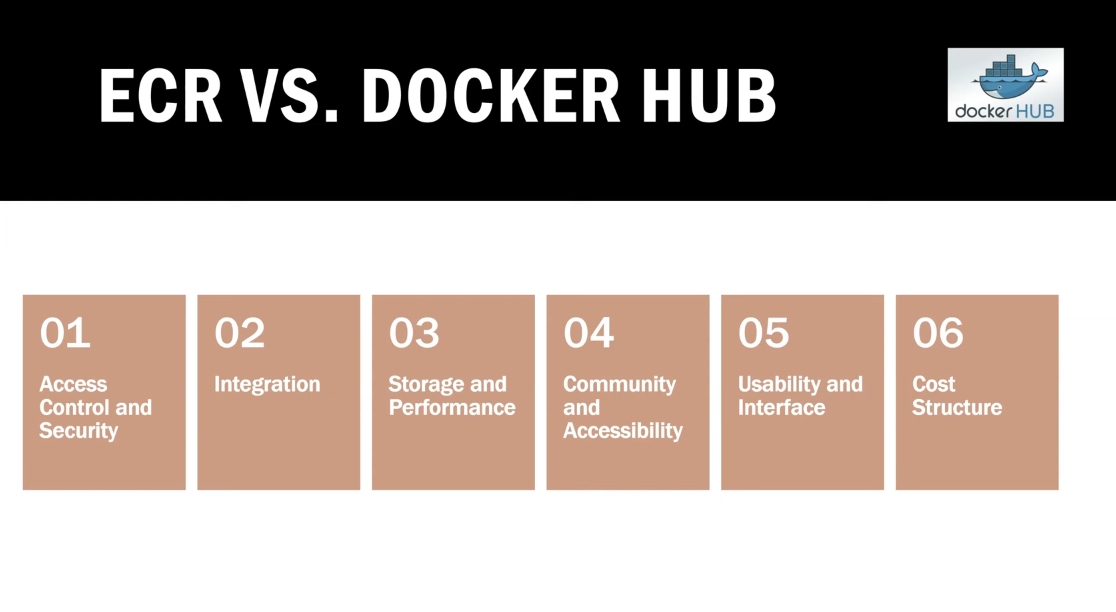 ECR VS. DOCKER HUB
docker HUB
01
Access
Control and
Security
02
Integration
03
Storage and
Performance
04
Community
and
Accessibility
05
Usability and
Interface
06
Cost
Structure